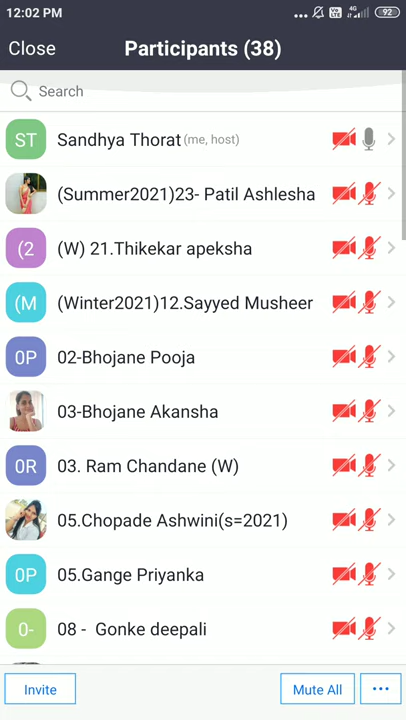 12:02 PM ... 4G 92
Close Participants (38)
Search
ST Sandhya Thorat (me, host)
(Summer2021)23- Patil Ashlesha
(2 (W) 21.Thikekar apeksha
(M (Winter2021)12.Sayyed Musheer
0P 02-Bhojane Pooja
03-Bhojane Akansha
0R 03. Ram Chandane (W)
05.Chopade Ashwini(s=2021)
0P 05.Gange Priyanka
0- 08 - Gonke deepali
Invite Mute All ...